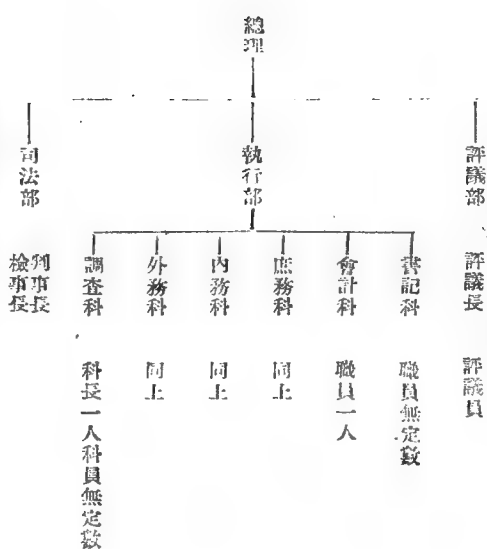 總理
評議部
評議長
評議員
執行部
書記科
職員無定數
會計科
職員一人
庶務科
同上
內務科
同上
外務科
同上
調查科
科長一人科員無定數
司法部
判事長
檢事長